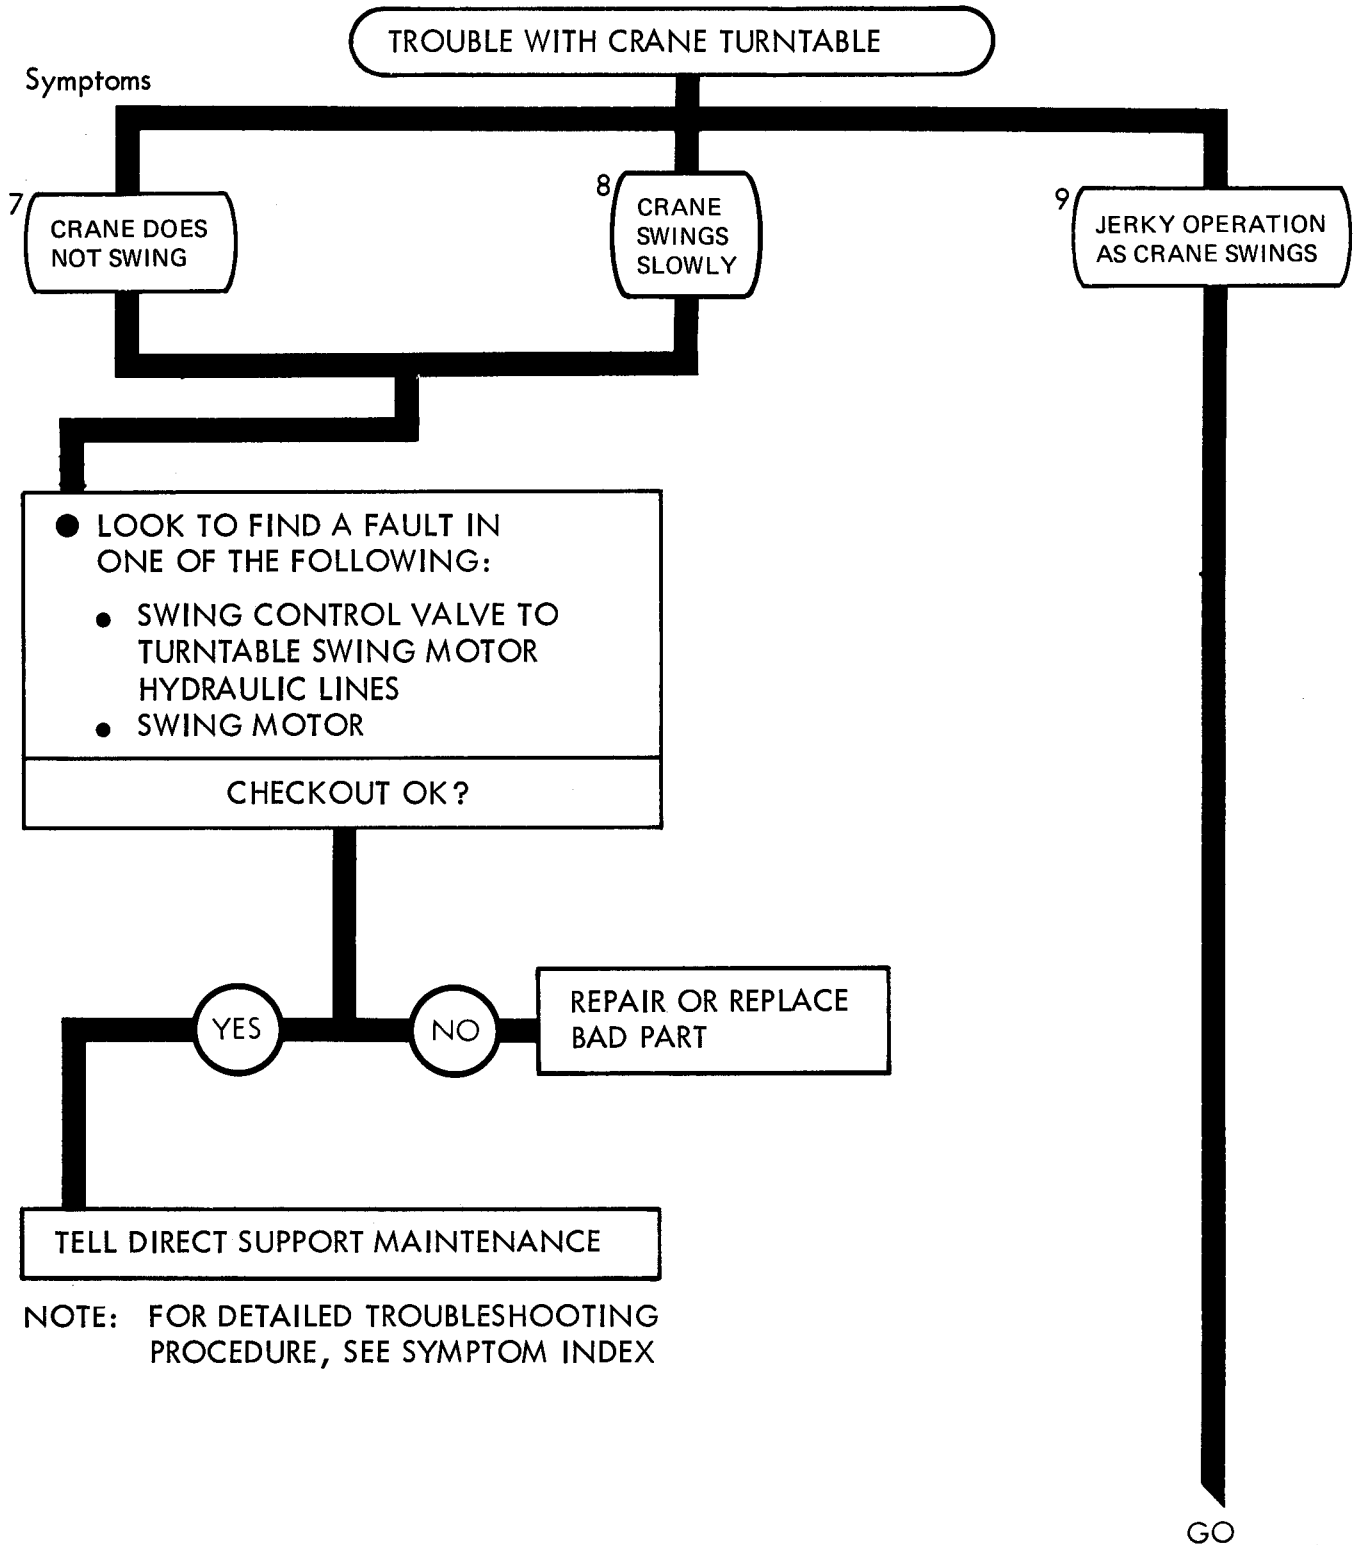 TROUBLE WITH CRANE TURNTABLE
Symptoms
7
CRANE DOES
NOT SWING
8
CRANE
SWINGS
SLOWLY
9
JERKY OPERATION
AS CRANE SWINGS
● LOOK TO FIND A FAULT IN
ONE OF THE FOLLOWING:
● SWING CONTROL VALVE TO
TURNTABLE SWING MOTOR
HYDRAULIC LINES
● SWING MOTOR
CHECKOUT OK?
YES
NO
REPAIR OR REPLACE
BAD PART
TELL DIRECT SUPPORT MAINTENANCE
NOTE: FOR DETAILED TROUBLESHOOTING
PROCEDURE, SEE SYMPTOM INDEX
GO